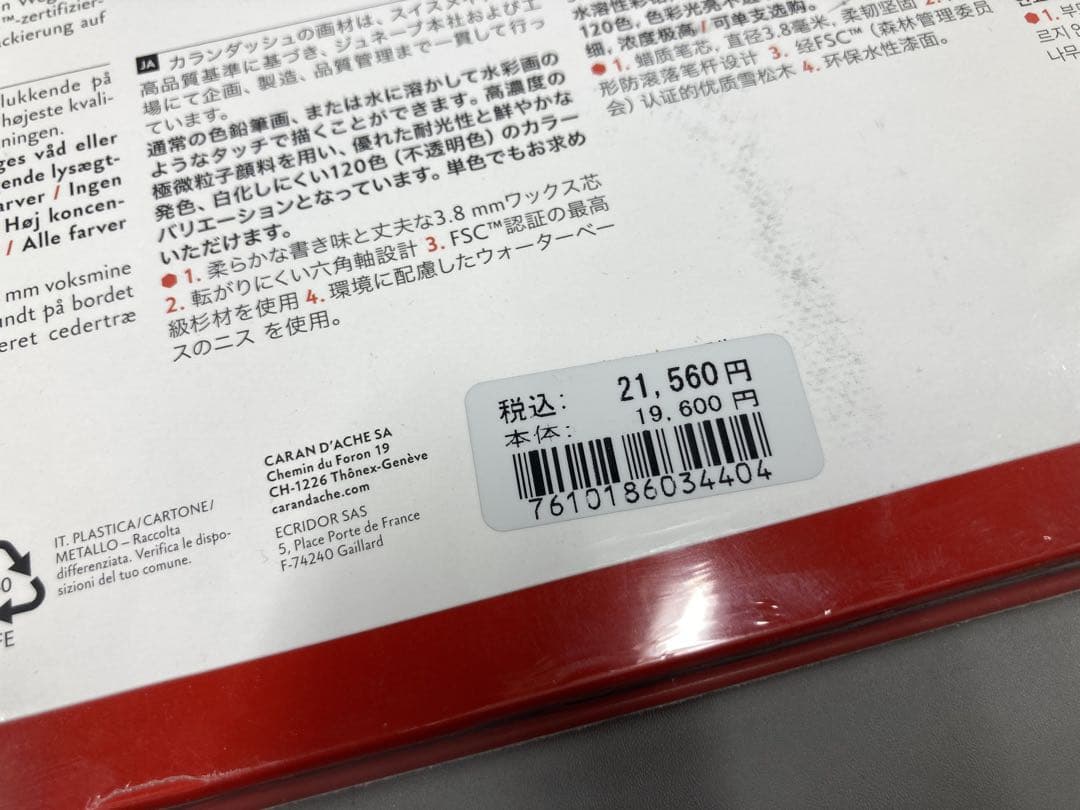 ™-zertifizier-
ackierung auf
lukkende på
højeste kvali-
ningen.
ges våd eller
ende lysægt-
arver / Ingen
Høj koncen-
/ Alle farver
mm voksmine
undt på bordet
eret cedertræ
JA カランダッシュの画材は、スイスメイ
高品質基準に基づき、ジュネーブ本社および工
場にて企画、製造、品質管理まで一貫して行っ
ています。
通常の色鉛筆画、または水に溶かして水彩画の
ようなタッチで描くことができます。高濃度の
極微粒子顔料を用い、優れた耐光性と鮮やかな
発色、白化しにくい120色（不透明色）のカラー
バリエーションとなっています。単色でもお求め
いただけます。
1. 柔らかな書き味と丈夫な3.8 mmワックス芯
2. 転がりにくい六角軸設計 3. FSC™認証の最高
級杉材を使用 4. 環境に配慮したウォーターベー
スのニス を使用。
水溶性彩
120色，色彩光亮不
细，浓度极高 / 可单支选购。
1. 蜡质笔芯，直径3.8毫米，柔韧坚固
形防滚落笔杆设计 3. 经FSC™（森林管理委员
会）认证的优质雪松木 4. 环保水性漆面。
1. 부
르지 않
나무
税込: 21,560円
本体: 19,600円
7610186034404
CARAN D'ACHE SA
Chemin du Foron 19
CH-1226 Thônex-Genève
carandache.com
ECRIDOR SAS
5, Place Porte de France
F-74240 Gaillard
IT. PLASTICA/CARTONE/
METALLO – Raccolta
differenziata. Verifica le dispo-
sizioni del tuo comune.